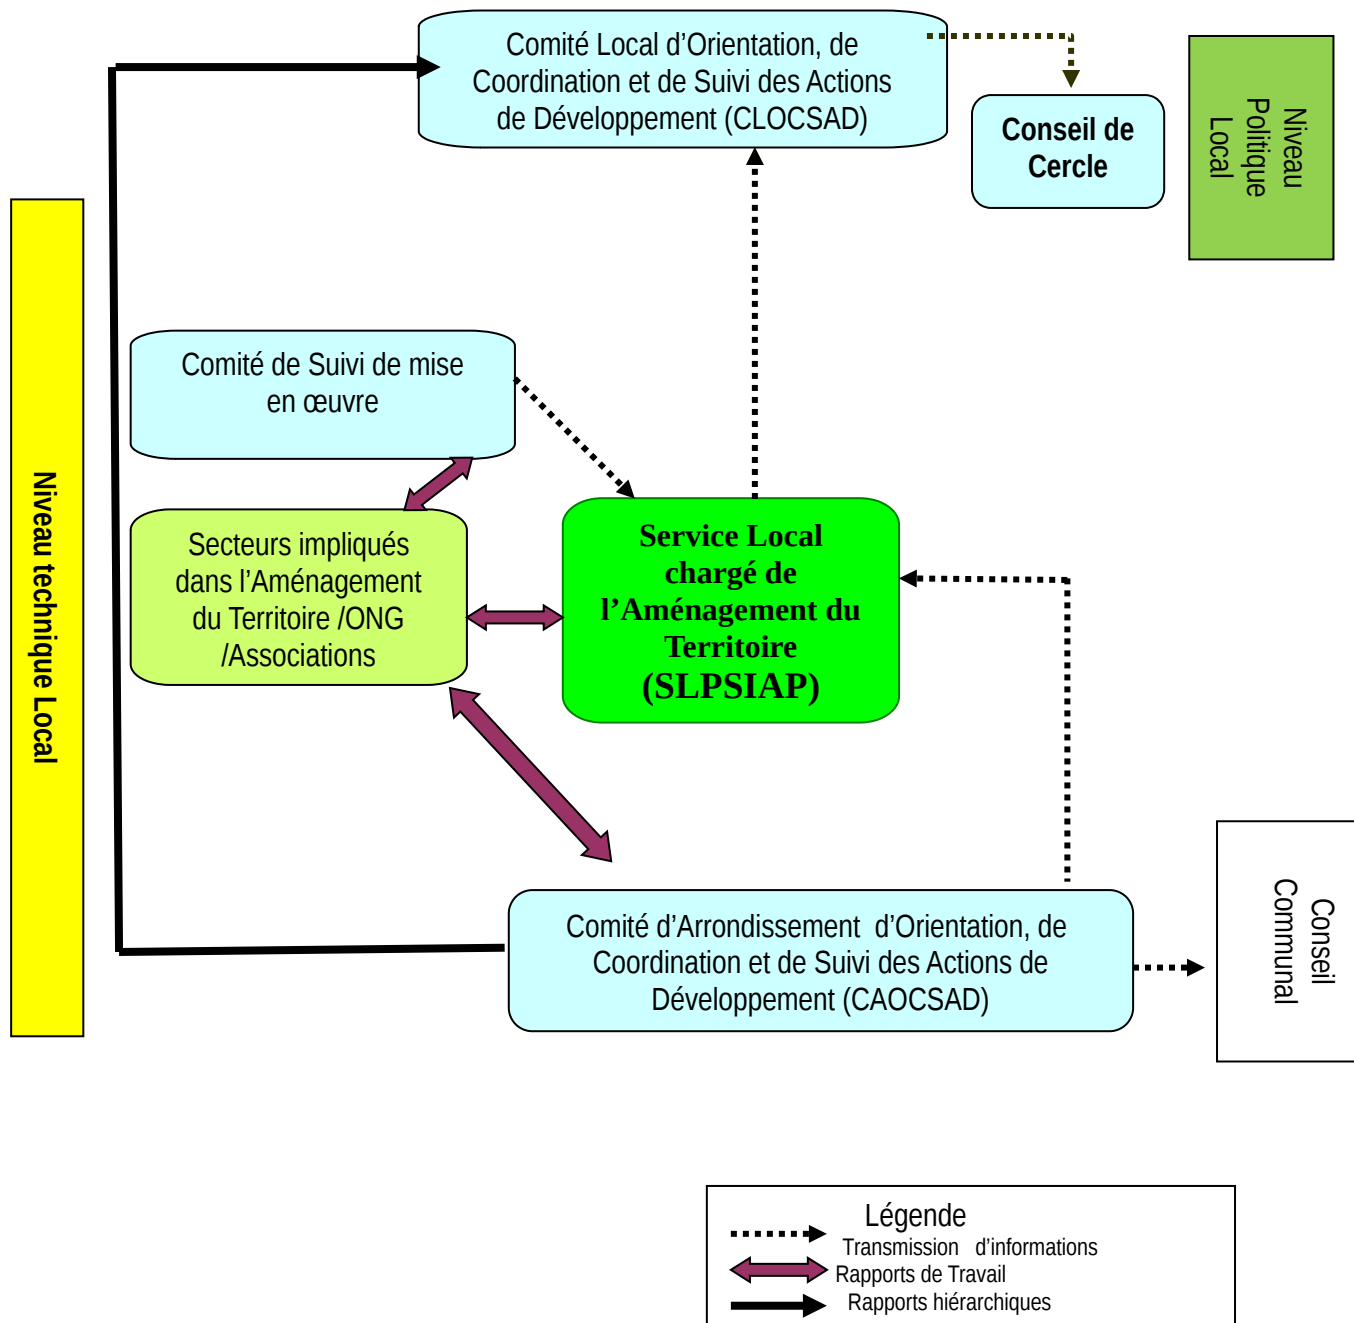 Comité Local d’Orientation, de
Coordination et de Suivi des Actions
de Développement (CLOCSAD)
Conseil de
Cercle
Niveau
Politique
Local
Comité de Suivi de mise
en œuvre
Niveau technique Local
Secteurs impliqués
dans l’Aménagement
du Territoire /ONG
/Associations
Service Local
chargé de
l’Aménagement du
Territoire
(SLPSIAP)
Comité d’Arrondissement d’Orientation, de
Coordination et de Suivi des Actions de
Développement (CAOCSAD)
Conseil
Communal
Légende
Transmission d’informations
Rapports de Travail
Rapports hiérarchiques